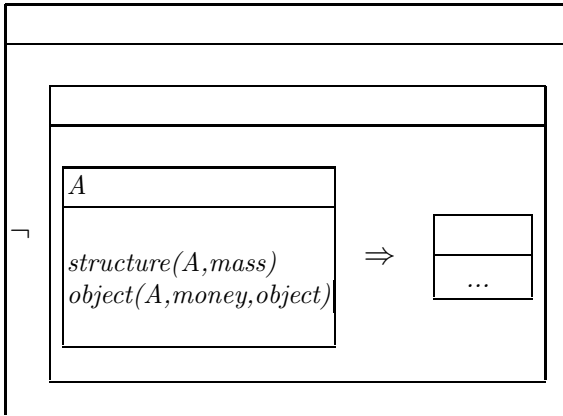 A
¬
structure(A,mass)
⇒
object(A,money,object)
...